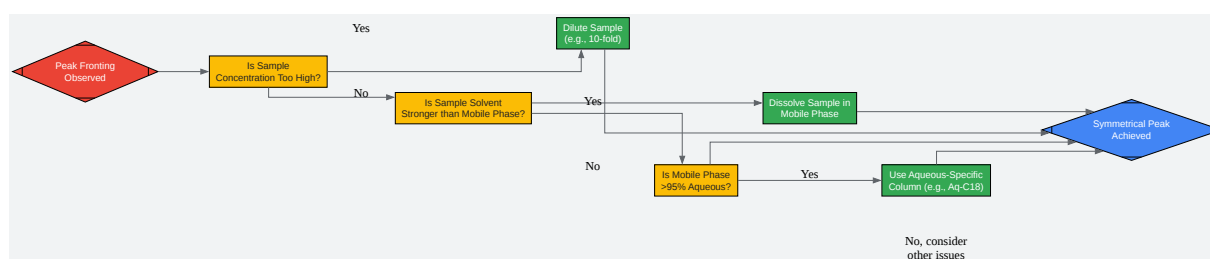 Yes
Dilute Sample
(e.g., 10-fold)
Peak Fronting
Observed
Is Sample
Concentration Too High?
No
Is Sample Solvent
Stronger than Mobile Phase?
Yes
Dissolve Sample in
Mobile Phase
Symmetrical Peak
Achieved
No
Is Mobile Phase
>95% Aqueous?
Yes
Use Aqueous-Specific
Column (e.g., Aq-C18)
No, consider
other issues